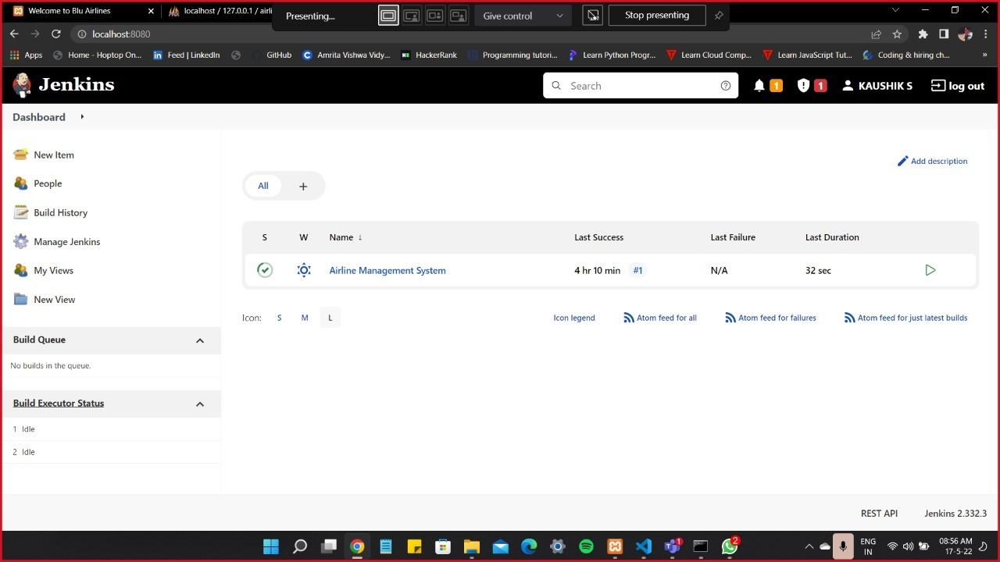 Welcome to Blu Airlines
localhost / 127.0.0.1 / airli
Presenting...
Give control
Stop presenting
localhost:8080
Apps
Home - Hoptop On...
Feed | LinkedIn
GitHub
Amrita Vishwa Vidy...
HackerRank
Programming tutori...
Learn Python Progr...
Learn Cloud Comp...
Learn JavaScript Tut...
Coding & hiring ch...
»
Jenkins
Search
1
1
KAUSHIK S
log out
Dashboard
New Item
People
Build History
Manage Jenkins
My Views
New View
Build Queue
No builds in the queue.
Build Executor Status
1 Idle
2 Idle
Add description
All +
S W Name ↓ Last Success Last Failure Last Duration
Airline Management System 4 hr 10 min #1 N/A 32 sec
Icon: S M L
Icon legend
Atom feed for all
Atom feed for failures
Atom feed for just latest builds
REST API
Jenkins 2.332.3
1
2
ENG
IN
08:56 AM
17-5-22